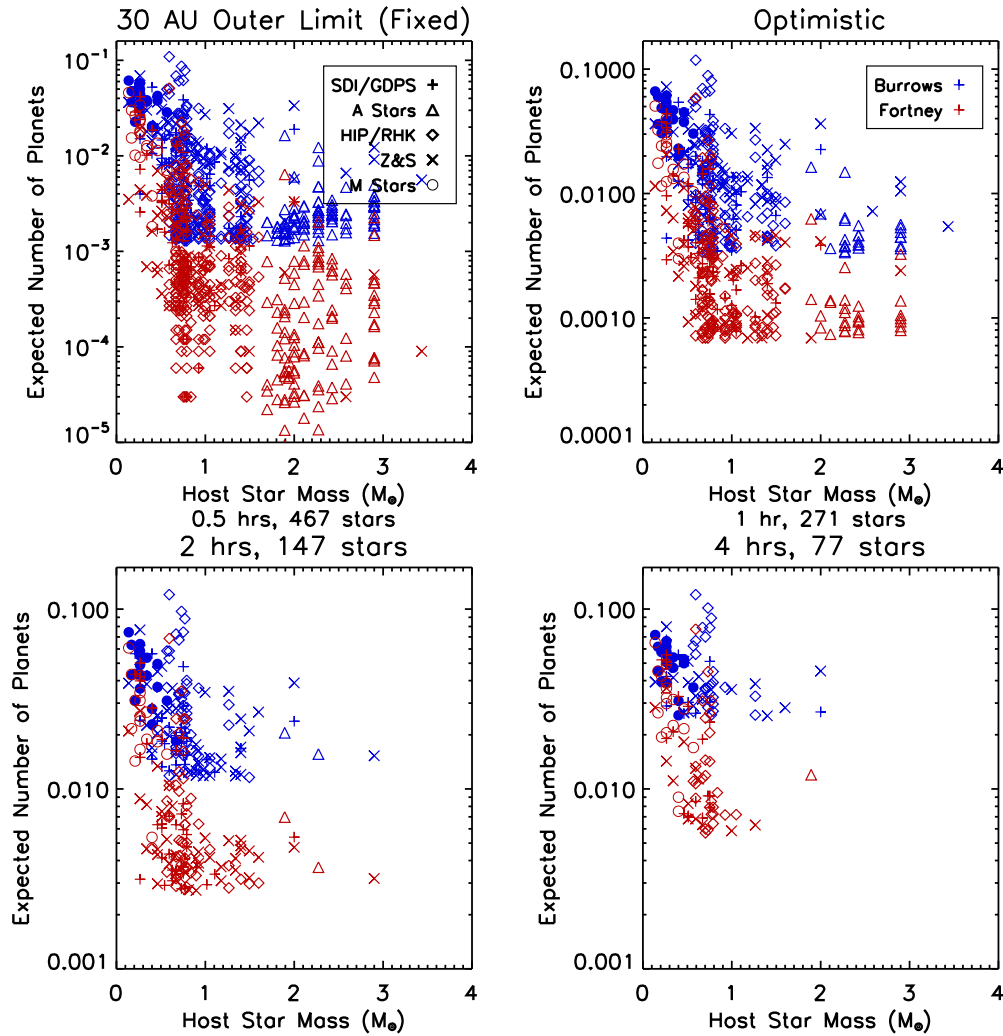 30 AU Outer Limit (Fixed)
Optimistic
Expected Number of Planets
10⁻¹
10⁻²
10⁻³
10⁻⁴
10⁻⁵
SDI/GDPS
A Stars
HIP/RHK
Z&S
M Stars
0 1 2 3 4
Host Star Mass (M☉)
0.5 hrs, 467 stars
Expected Number of Planets
0.1000
0.0100
0.0010
0.0001
Burrows
Fortney
0 1 2 3 4
Host Star Mass (M☉)
1 hr, 271 stars
2 hrs, 147 stars
Expected Number of Planets
0.100
0.010
0.001
0 1 2 3 4
Host Star Mass (M☉)
4 hrs, 77 stars
Expected Number of Planets
0.100
0.010
0.001
0 1 2 3 4
Host Star Mass (M☉)